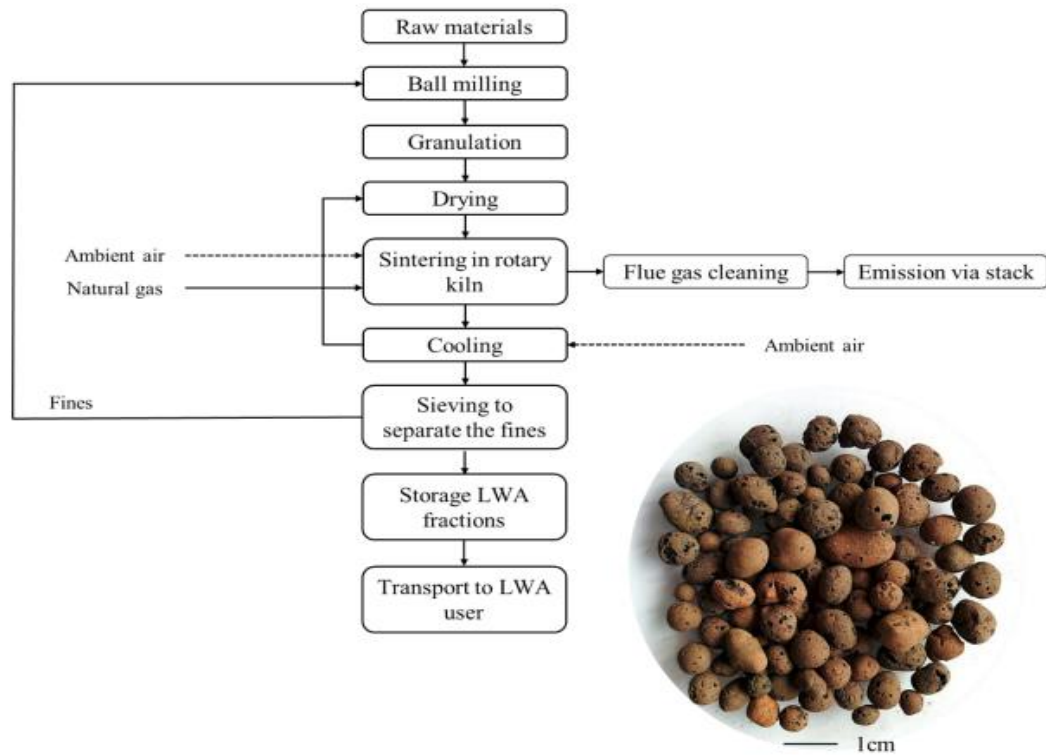 Raw materials
Ball milling
Granulation
Drying
Ambient air
Sintering in rotary
kiln
Flue gas cleaning
Emission via stack
Natural gas
Cooling
Ambient air
Fines
Sieving to
separate the fines
Storage LWA
fractions
Transport to LWA
user
1cm